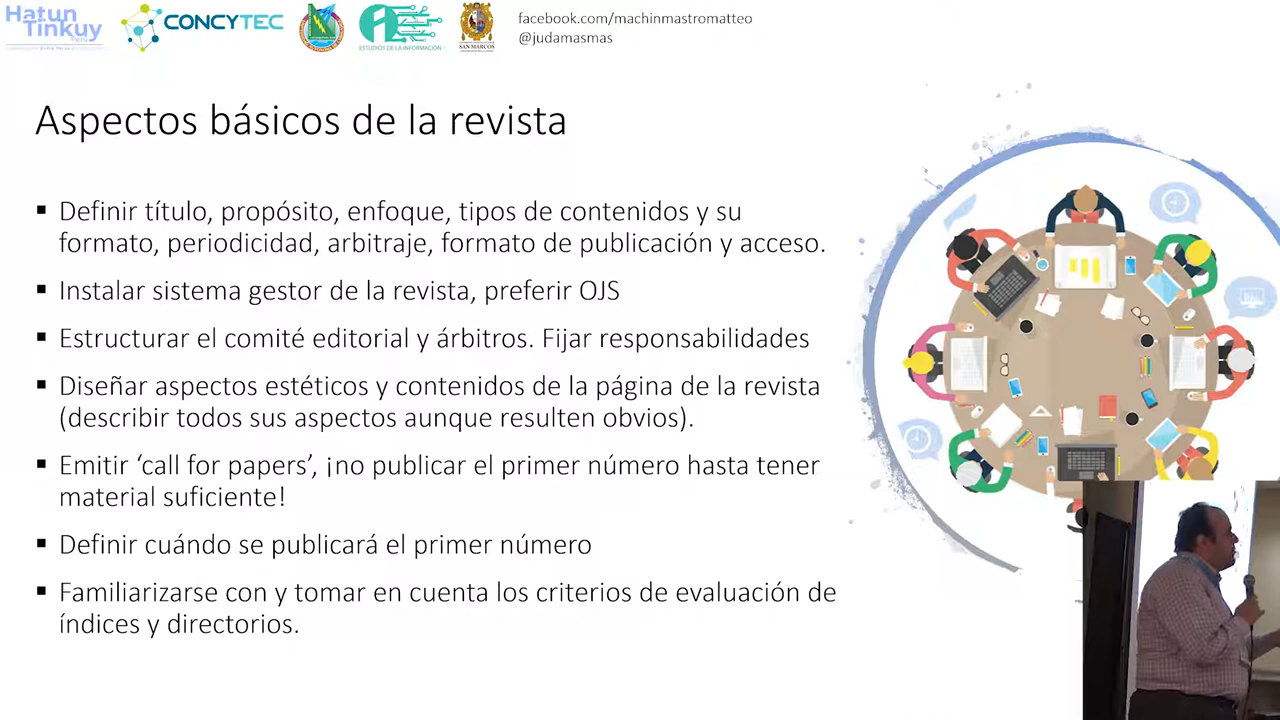 Hatun
Tinkuy
Perú
CONCYTEC
ESTUDIOS DE LA INFORMACIÓN
SAN MARCOS
facebook.com/machinmastromatteo
@judamasmas
Aspectos básicos de la revista
▪ Definir título, propósito, enfoque, tipos de contenidos y su
formato, periodicidad, arbitraje, formato de publicación y acceso.
▪ Instalar sistema gestor de la revista, preferir OJS
▪ Estructurar el comité editorial y árbitros. Fijar responsabilidades
▪ Diseñar aspectos estéticos y contenidos de la página de la revista
(describir todos sus aspectos aunque resulten obvios).
▪ Emitir ‘call for papers’, ¡no publicar el primer número hasta tener
material suficiente!
▪ Definir cuándo se publicará el primer número
▪ Familiarizarse con y tomar en cuenta los criterios de evaluación de
índices y directorios.